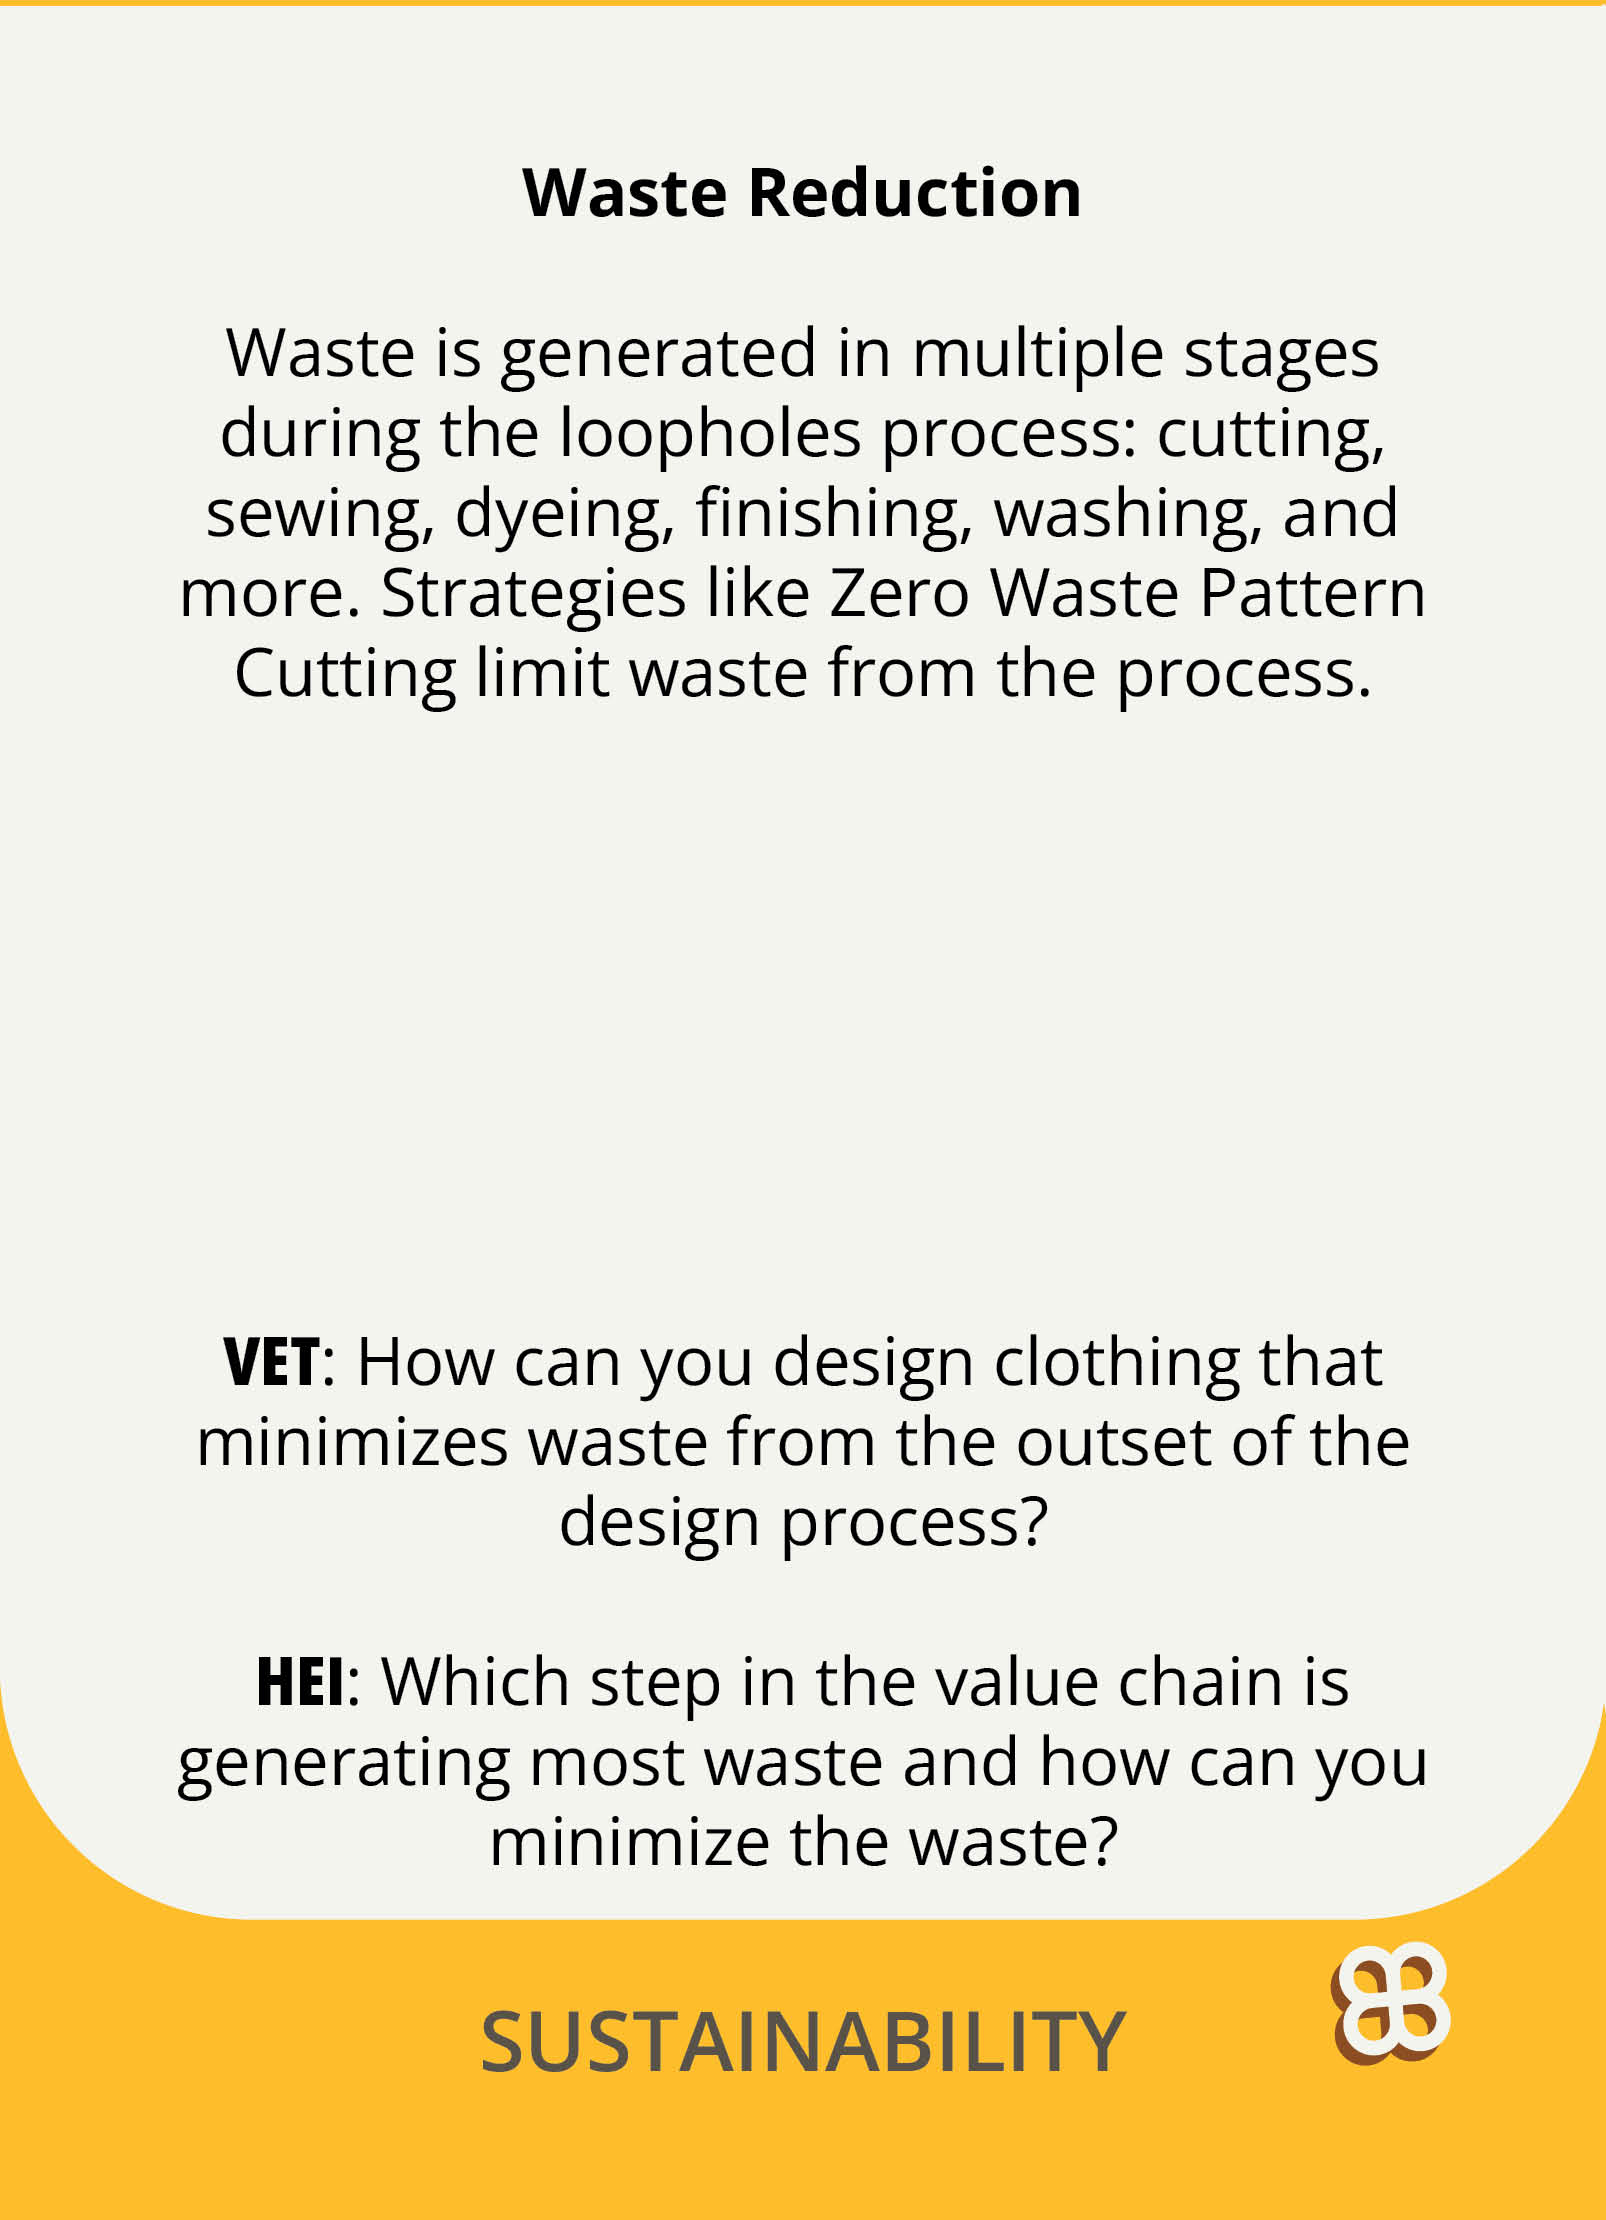 Waste Reduction
Waste is generated in multiple stages
during the loopholes process: cutting,
sewing, dyeing, finishing, washing, and
more. Strategies like Zero Waste Pattern
Cutting limit waste from the process.
VET: How can you design clothing that
minimizes waste from the outset of the
design process?
HEI: Which step in the value chain is
generating most waste and how can you
minimize the waste?
SUSTAINABILITY